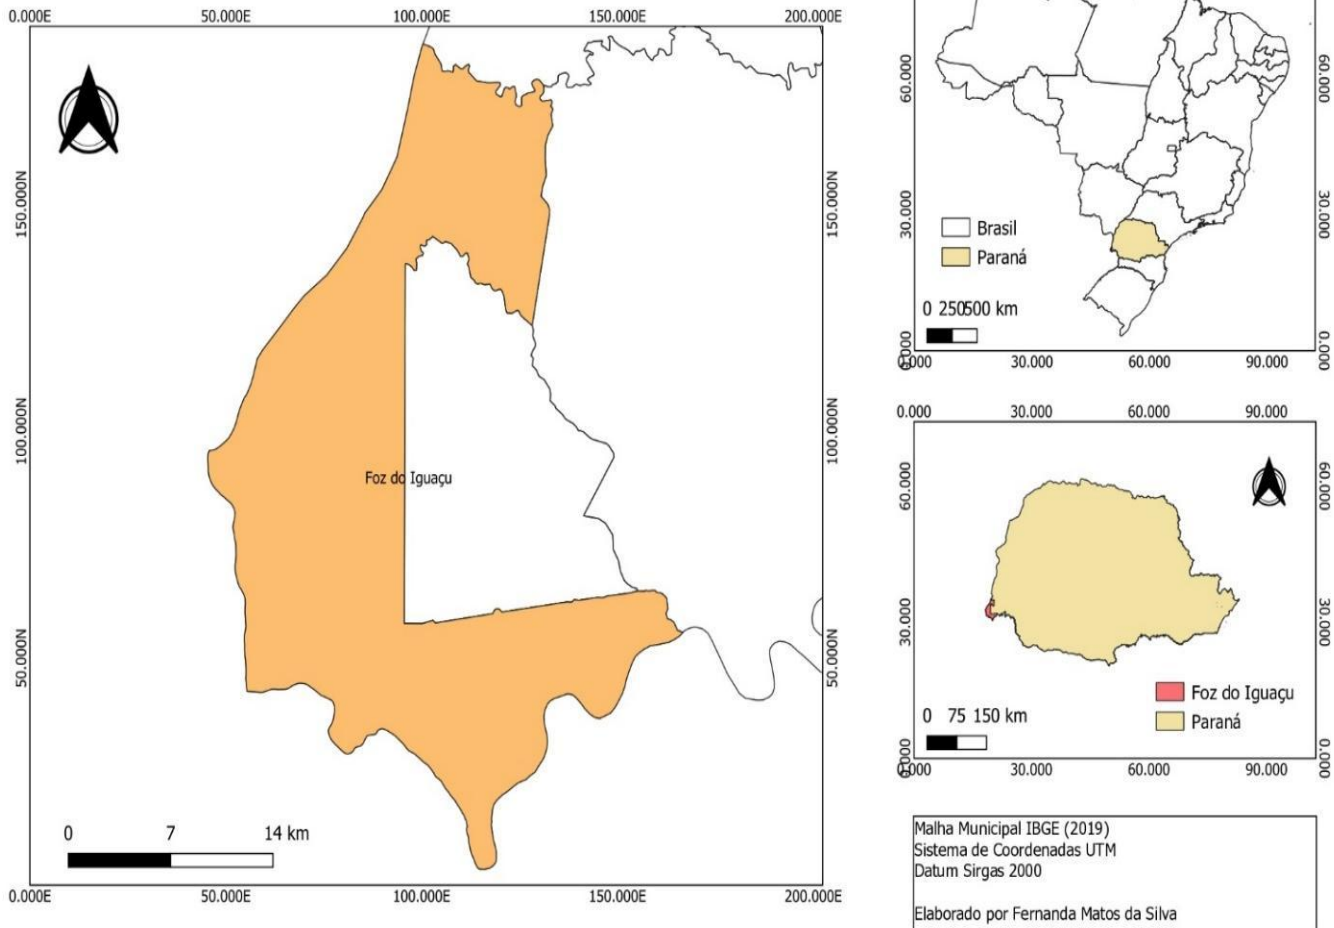 0.000E 50.000E 100.000E 150.000E 200.000E
150.000N 150.000N
100.000N 100.000N
50.000N 50.000N
Foz do Iguaçu
0 7 14 km
0.000E 50.000E 100.000E 150.000E 200.000E
60.000 60.000
30.000 30.000
Brasil
Paraná
0 250500 km
0.000 0.000
0.000 30.000 60.000 90.000
0.000 30.000 60.000 90.000
60.000 60.000
30.000 30.000
Foz do Iguaçu
Paraná
0 75 150 km
0.000 0.000
0.000 30.000 60.000 90.000
Malha Municipal IBGE (2019)
Sistema de Coordenadas UTM
Datum Sirgas 2000
Elaborado por Fernanda Matos da Silva